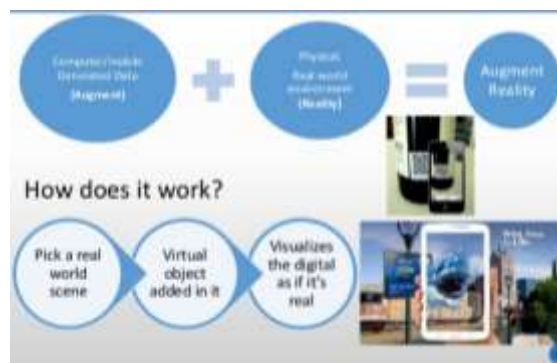 Computer/mobile
Generated Data
(Augment)
Physical
Real world
environment
(Reality)
Augment
Reality
How does it work?
Pick a real
world
scene
Virtual
object
added in it
Visualizes
the digital
as if it's
real